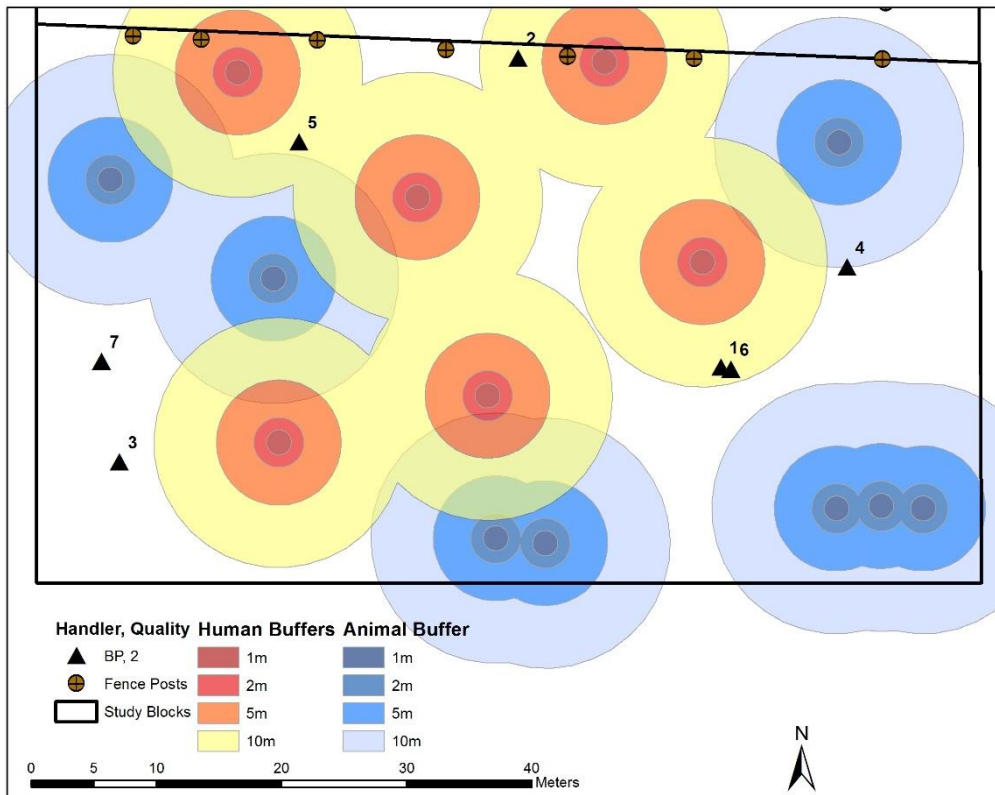 2
5
4
7
16
3
Handler, Quality Human Buffers Animal Buffer
BP, 2 1m 1m
Fence Posts 2m 2m
Study Blocks 5m 5m
10m 10m
N
0 5 10 20 30 40
Meters